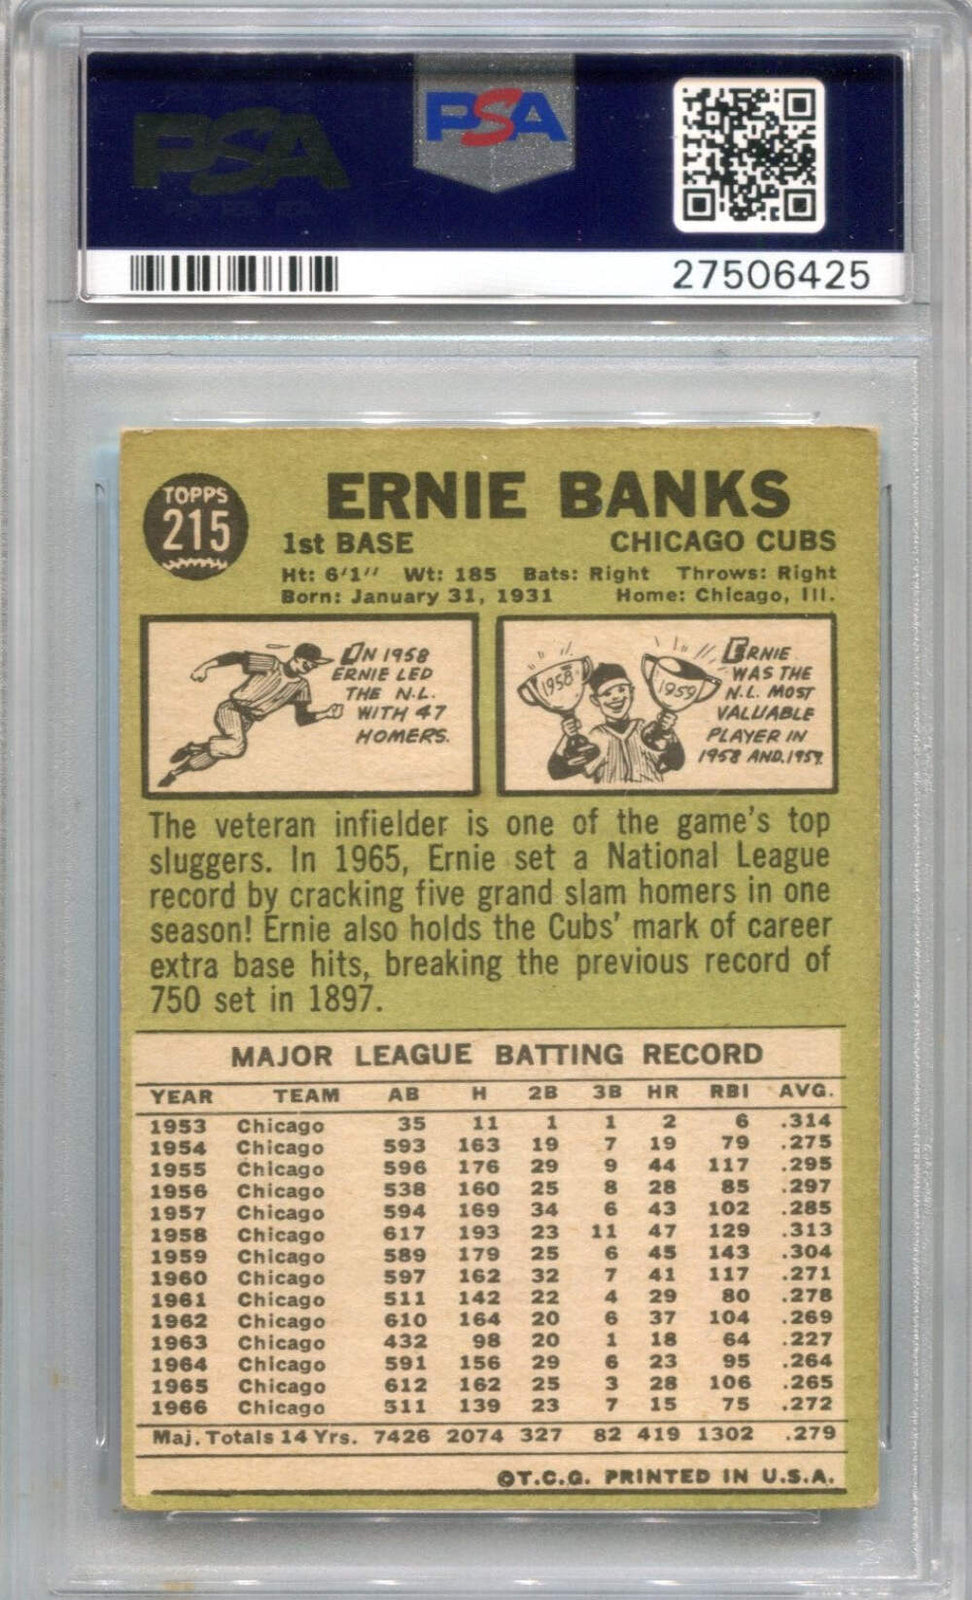 PSA
PSA
27506425
TOPPS
215
ERNIE BANKS
1st BASE CHICAGO CUBS
Ht: 6'1" Wt: 185 Bats: Right Throws: Right
Born: January 31, 1931 Home: Chicago, Ill.
IN 1958
ERNIE LED
THE N.L.
WITH 47
HOMERS.
1958
1959
ERNIE
WAS THE
N.L. MOST
VALUABLE
PLAYER IN
1958 AND 1959.
The veteran infielder is one of the game's top
sluggers. In 1965, Ernie set a National League
record by cracking five grand slam homers in one
season! Ernie also holds the Cubs' mark of career
extra base hits, breaking the previous record of
750 set in 1897.
MAJOR LEAGUE BATTING RECORD
YEAR TEAM AB H 2B 3B HR RBI AVG.
1953 Chicago 35 11 1 1 2 6 .314
1954 Chicago 593 163 19 7 19 79 .275
1955 Chicago 596 176 29 9 44 117 .295
1956 Chicago 538 160 25 8 28 85 .297
1957 Chicago 594 169 34 6 43 102 .285
1958 Chicago 617 193 23 11 47 129 .313
1959 Chicago 589 179 25 6 45 143 .304
1960 Chicago 597 162 32 7 41 117 .271
1961 Chicago 511 142 22 4 29 80 .278
1962 Chicago 610 164 20 6 37 104 .269
1963 Chicago 432 98 20 1 18 64 .227
1964 Chicago 591 156 29 6 23 95 .264
1965 Chicago 612 162 25 3 28 106 .265
1966 Chicago 511 139 23 7 15 75 .272
Maj. Totals 14 Yrs. 7426 2074 327 82 419 1302 .279
©T.C.G. PRINTED IN U.S.A.